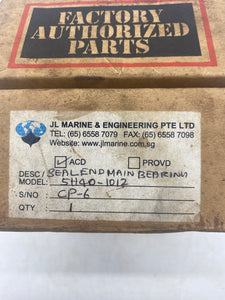 FACTORY
AUTHORIZED
PARTS
JL MARINE & ENGINEERING PTE LTD
TEL: (65) 6558 7079 FAX: (65) 6558 7098
Website: www.jlmarine.com.sg
ACD PROVD
DESC/ SEAL END MAIN BEARING
MODEL: 5H40-1012
S/NO : CP-6
QTY : 1